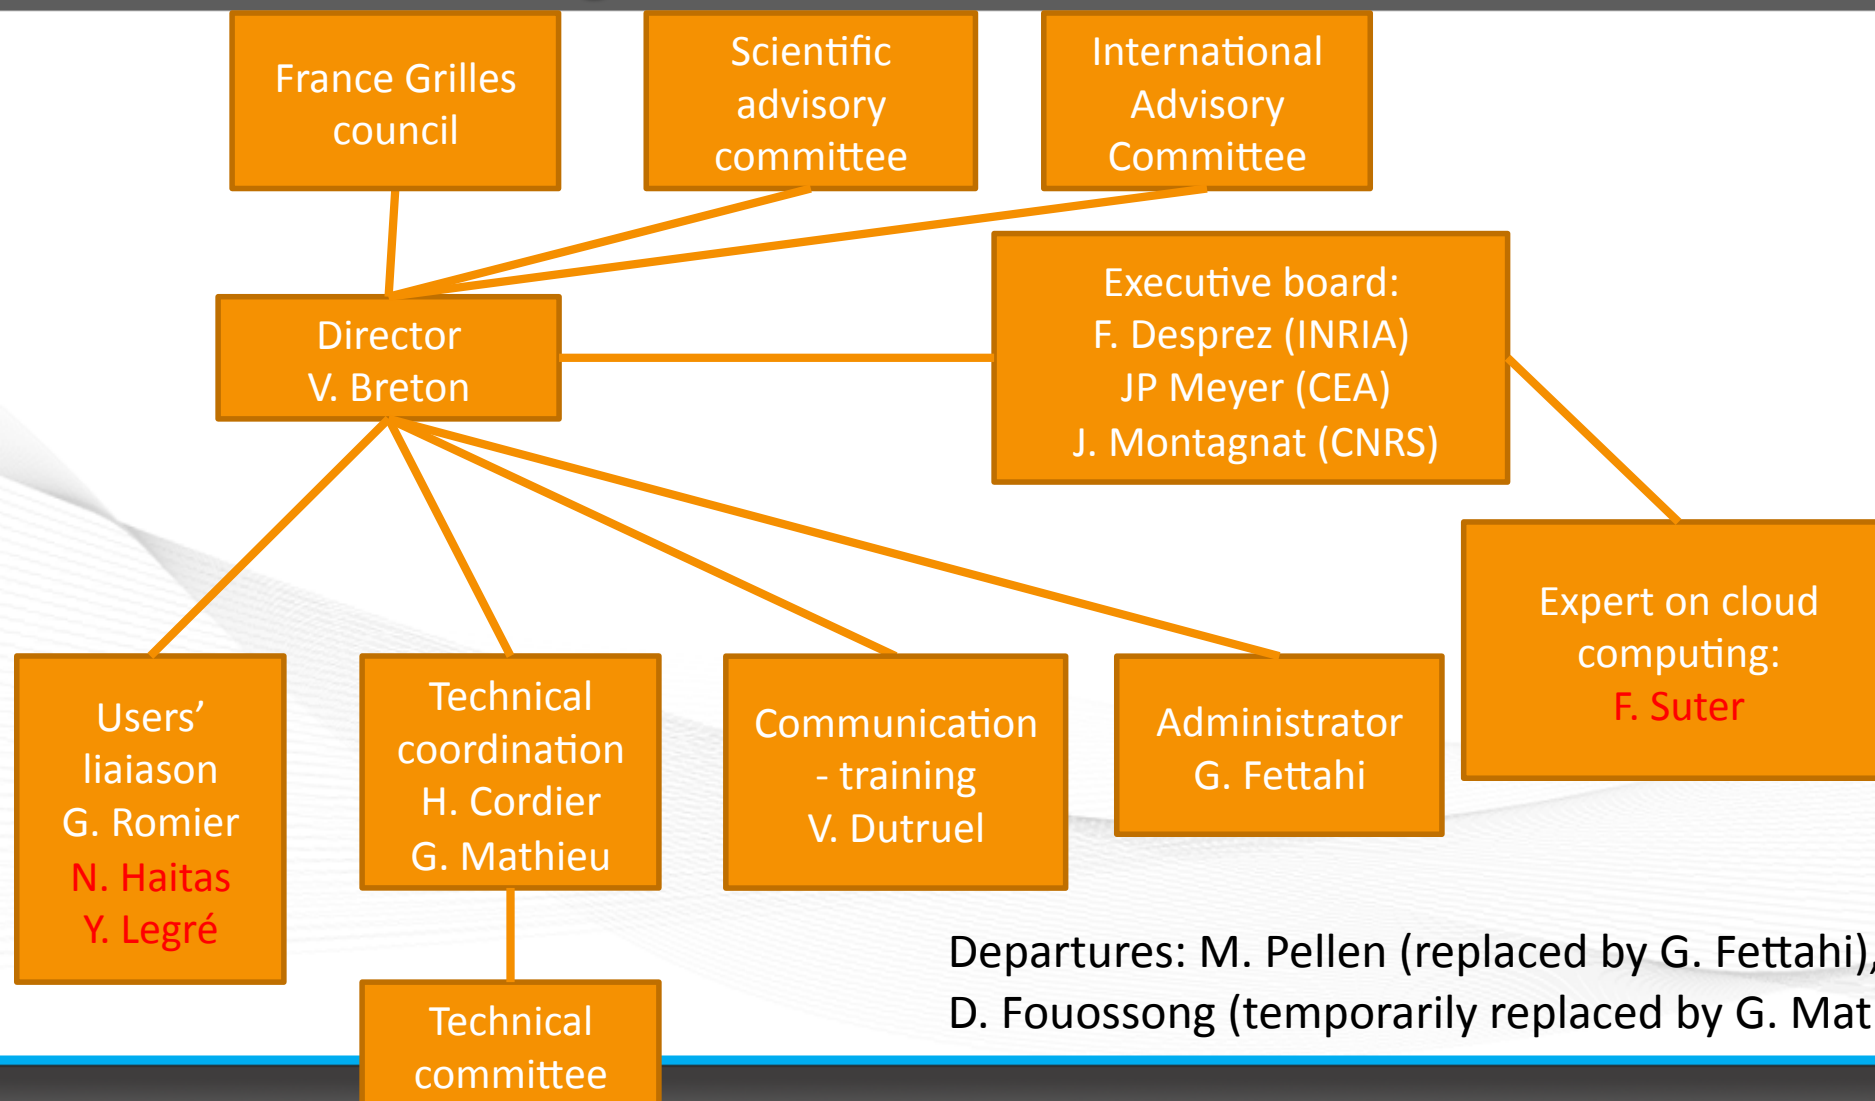 France Grilles
council
Scientific
advisory
committee
International
Advisory
Committee
Director
V. Breton
Executive board:
F. Desprez (INRIA)
JP Meyer (CEA)
J. Montagnat (CNRS)
Expert on cloud
computing:
F. Suter
Users’
liaiason
G. Romier
N. Haitas
Y. Legré
Technical
coordination
H. Cordier
G. Mathieu
Communication
- training
V. Dutruel
Administrator
G. Fettahi
Technical
committee
Departures: M. Pellen (replaced by G. Fettahi),
D. Fouossong (temporarily replaced by G. Mat